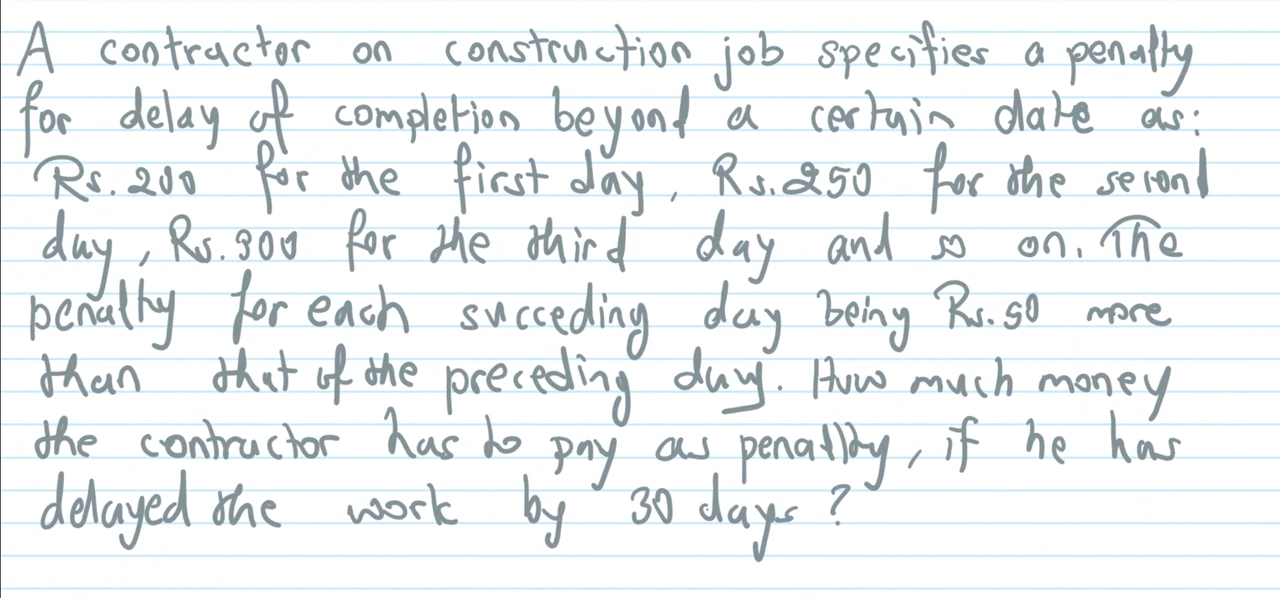 A contractor on construction job specifies a penalty
for delay of completion beyond a certain date as:
Rs. 200 for the first day, Rs. 250 for the second
day, Rs. 300 for the third day and so on. The
penalty for each succeding day being Rs. 50 more
than that of the preceding day. How much money
the contractor has to pay as penalty, if he has
delayed the work by 30 days?